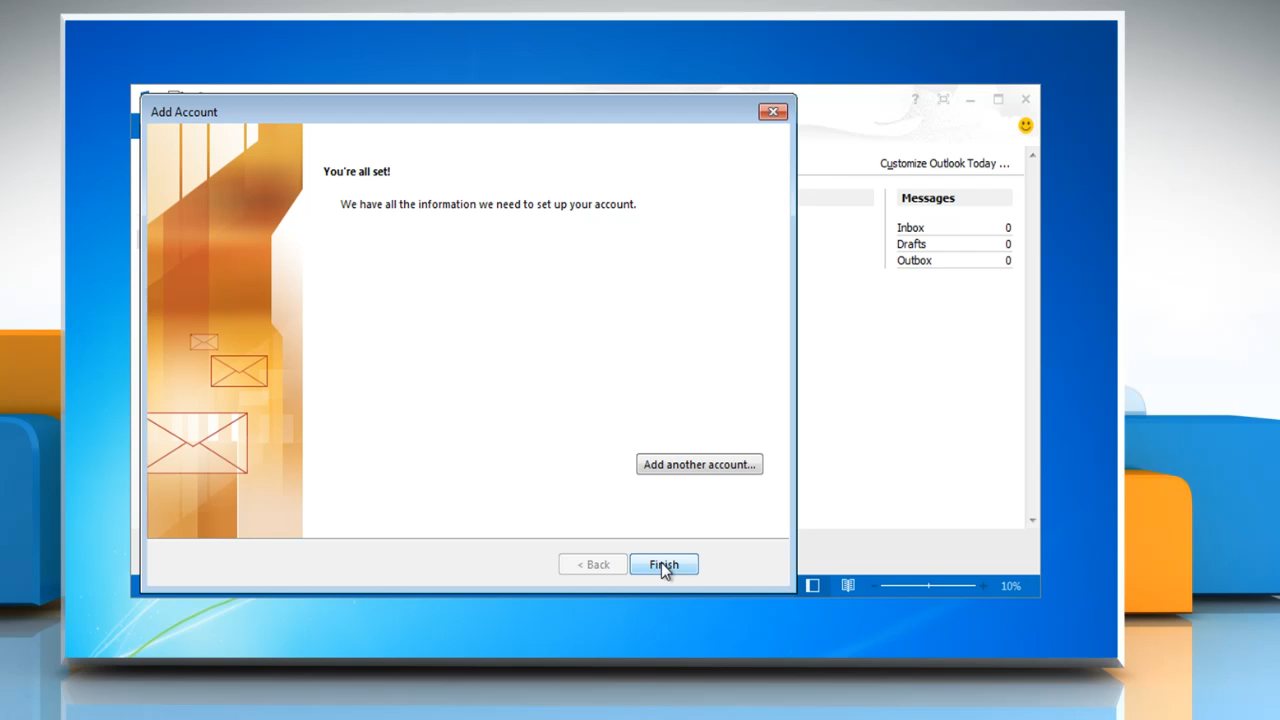 Add Account
?
Customize Outlook Today ...
You're all set!
We have all the information we need to set up your account.
Messages
Inbox 0
Drafts 0
Outbox 0
Add another account...
< Back
Finish
10%